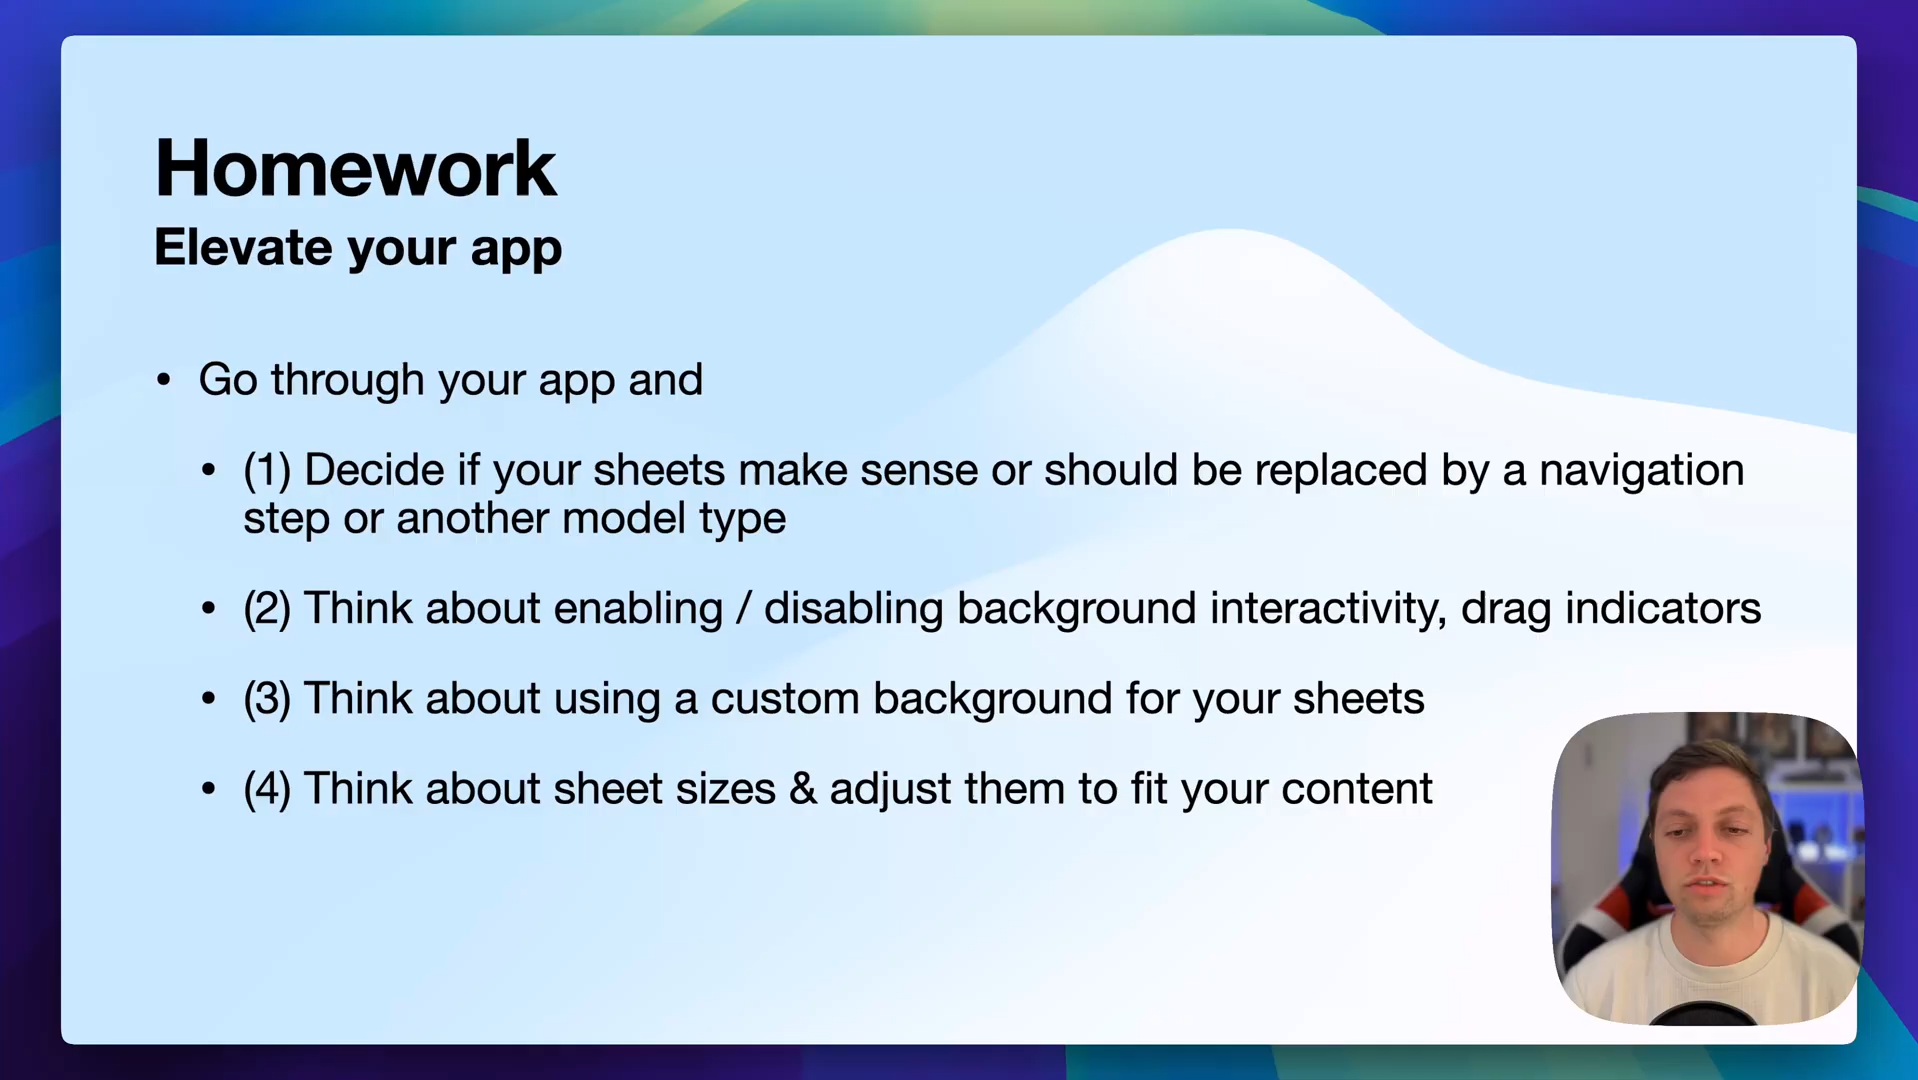 Homework
Elevate your app
• Go through your app and
• (1) Decide if your sheets make sense or should be replaced by a navigation
step or another model type
• (2) Think about enabling / disabling background interactivity, drag indicators
• (3) Think about using a custom background for your sheets
• (4) Think about sheet sizes & adjust them to fit your content